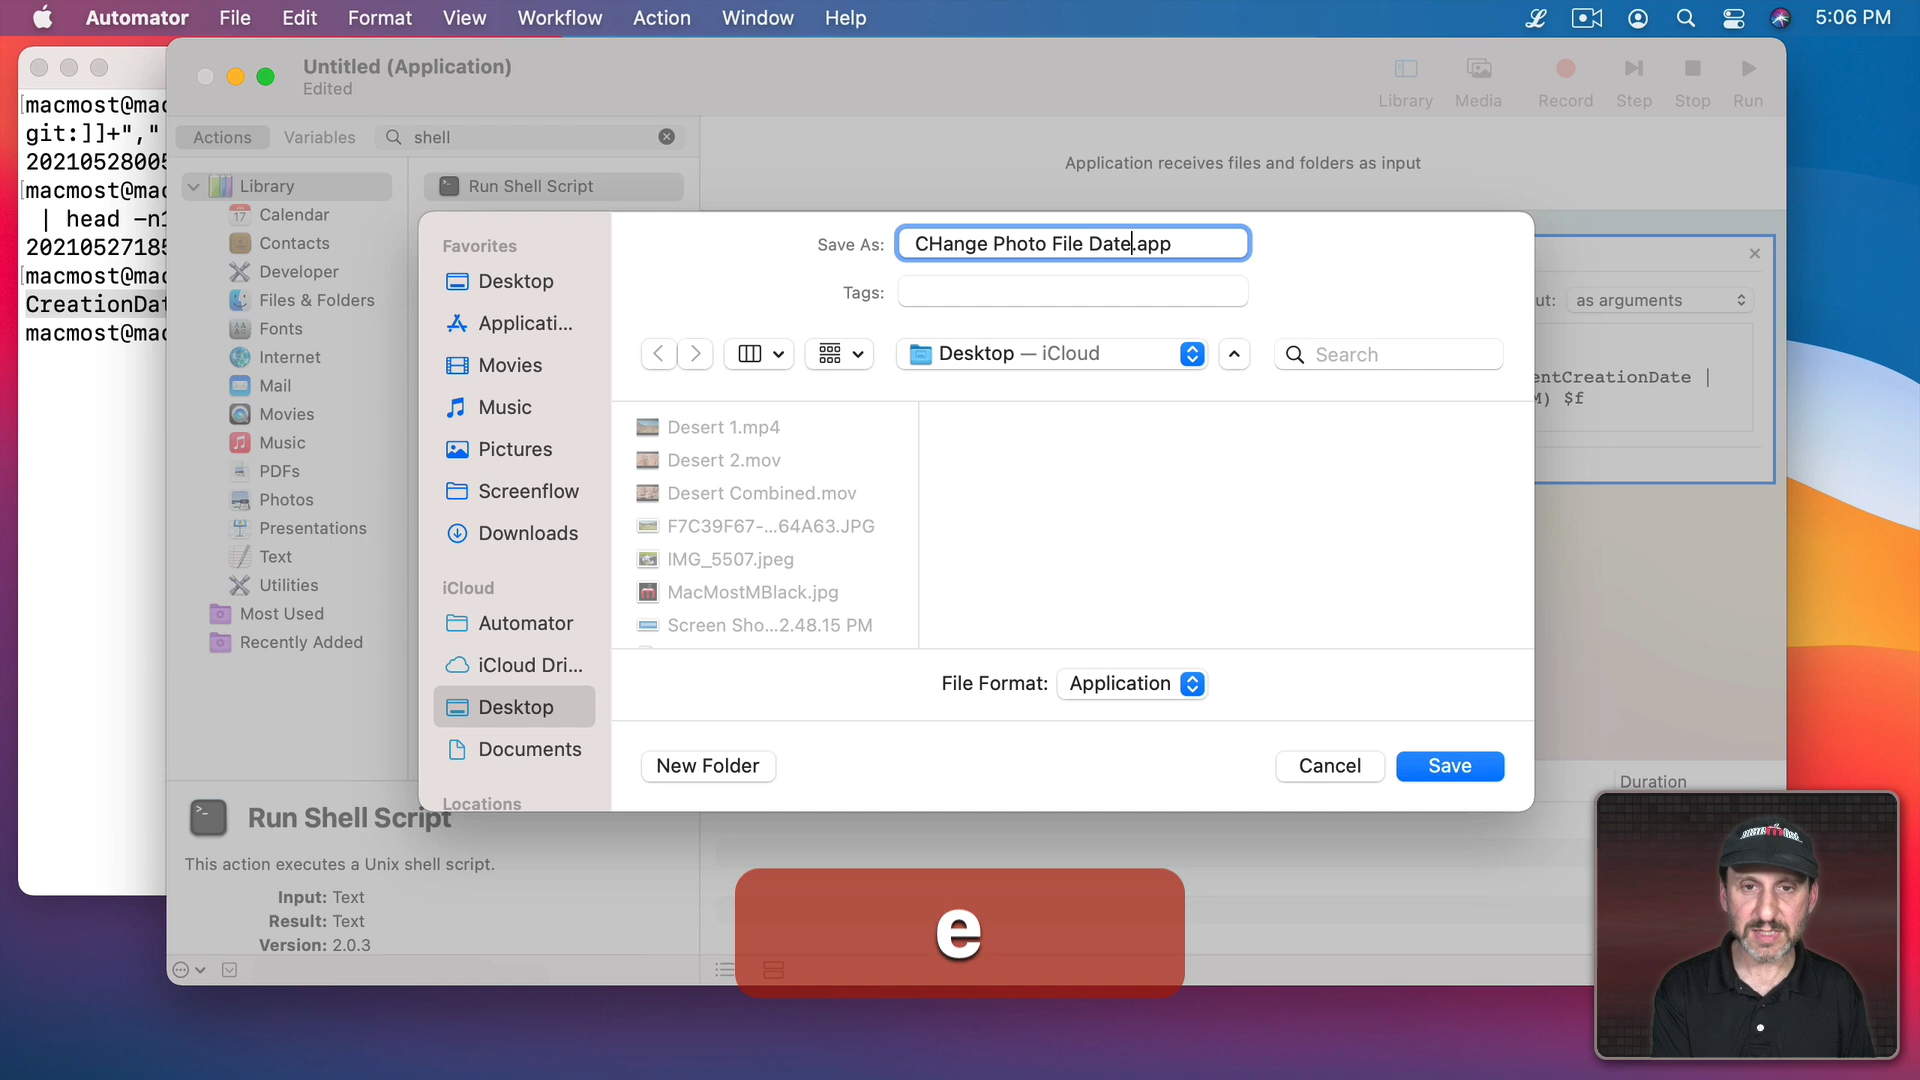 Automator File Edit Format View Workflow Action Window Help 5:06 PM
Untitled (Application)
Edited
Library Media Record Step Stop Run
macmost@mac
git:]]+","
2021052800
macmost@mac
| head -n1
2021052718
macmost@mac
CreationDat
macmost@mac
Actions Variables shell
Application receives files and folders as input
Library
Calendar
Contacts
Developer
Files & Folders
Fonts
Internet
Mail
Movies
Music
PDFs
Photos
Presentations
Text
Utilities
Most Used
Recently Added
Run Shell Script
Favorites
Desktop
Applicati...
Movies
Music
Pictures
Screenflow
Downloads
iCloud
Automator
iCloud Dri...
Desktop
Documents
Locations
Save As: CHange Photo File Date.app
Tags:
Desktop — iCloud
Search
Desert 1.mp4
Desert 2.mov
Desert Combined.mov
F7C39F67-...64A63.JPG
IMG_5507.jpeg
MacMostMBlack.jpg
Screen Sho...2.48.15 PM
File Format: Application
New Folder Cancel Save
ut: as arguments
entCreationDate |
M) $f
Duration
Run Shell Script
This action executes a Unix shell script.
Input: Text
Result: Text
Version: 2.0.3
e